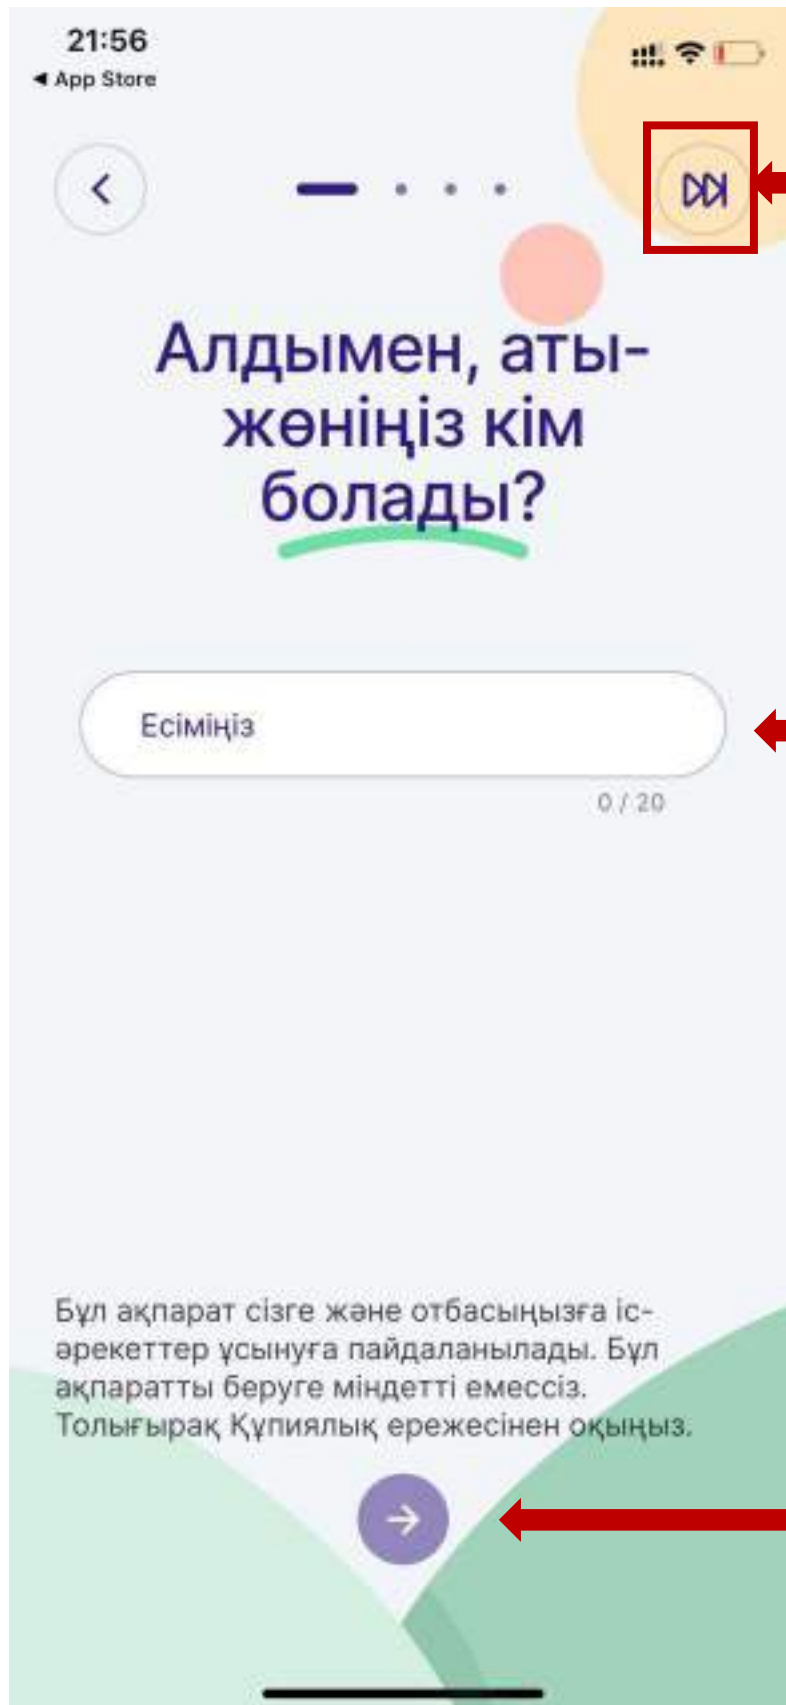 21:56
◀ App Store
Алдымен, аты-
жөніңіз кім
болады?
Есіміңіз
0 / 20
Бұл ақпарат сізге және отбасыңызға іс-
әрекеттер ұсынуға пайдаланылады. Бұл
ақпаратты беруге міндетті емессіз.
Толығырақ Құпиялық ережесінен оқыңыз.